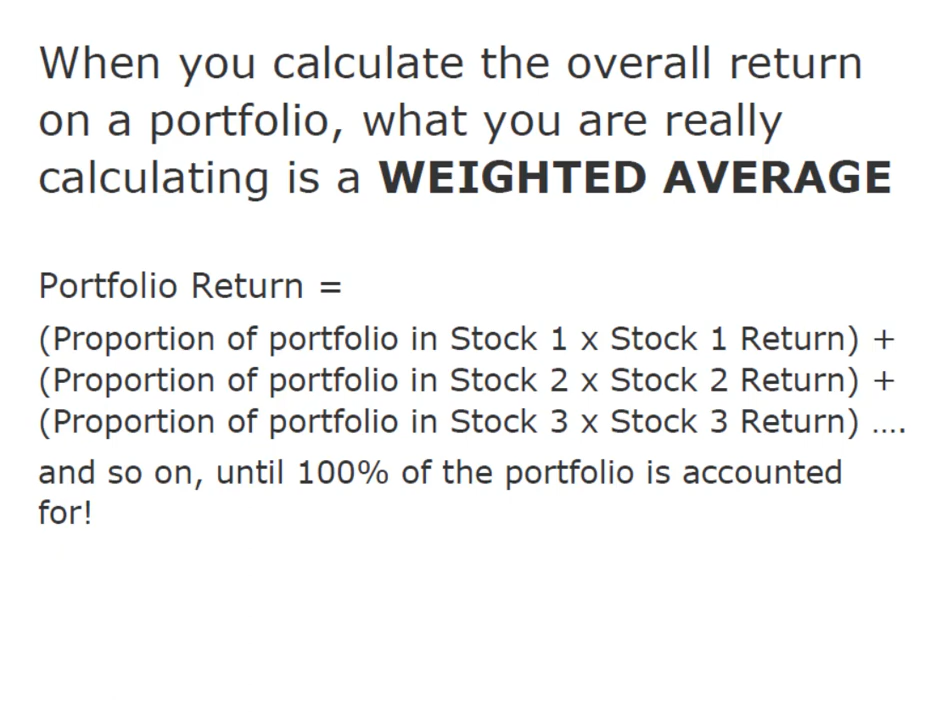 When you calculate the overall return
on a portfolio, what you are really
calculating is a WEIGHTED AVERAGE
Portfolio Return =
(Proportion of portfolio in Stock 1 x Stock 1 Return) +
(Proportion of portfolio in Stock 2 x Stock 2 Return) +
(Proportion of portfolio in Stock 3 x Stock 3 Return) ....
and so on, until 100% of the portfolio is accounted
for!